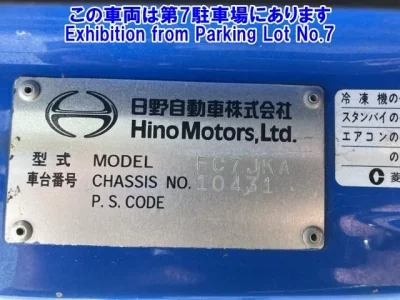 この車両は第7駐車場にあります
Exhibition from Parking Lot No.7
日野自動車株式会社
Hino Motors, Ltd.
型式 MODEL FC7JKA
車台番号 CHASSIS NO. 10431
P. S. CODE
冷凍機の
スタンバイの
エアコンの
の
菱